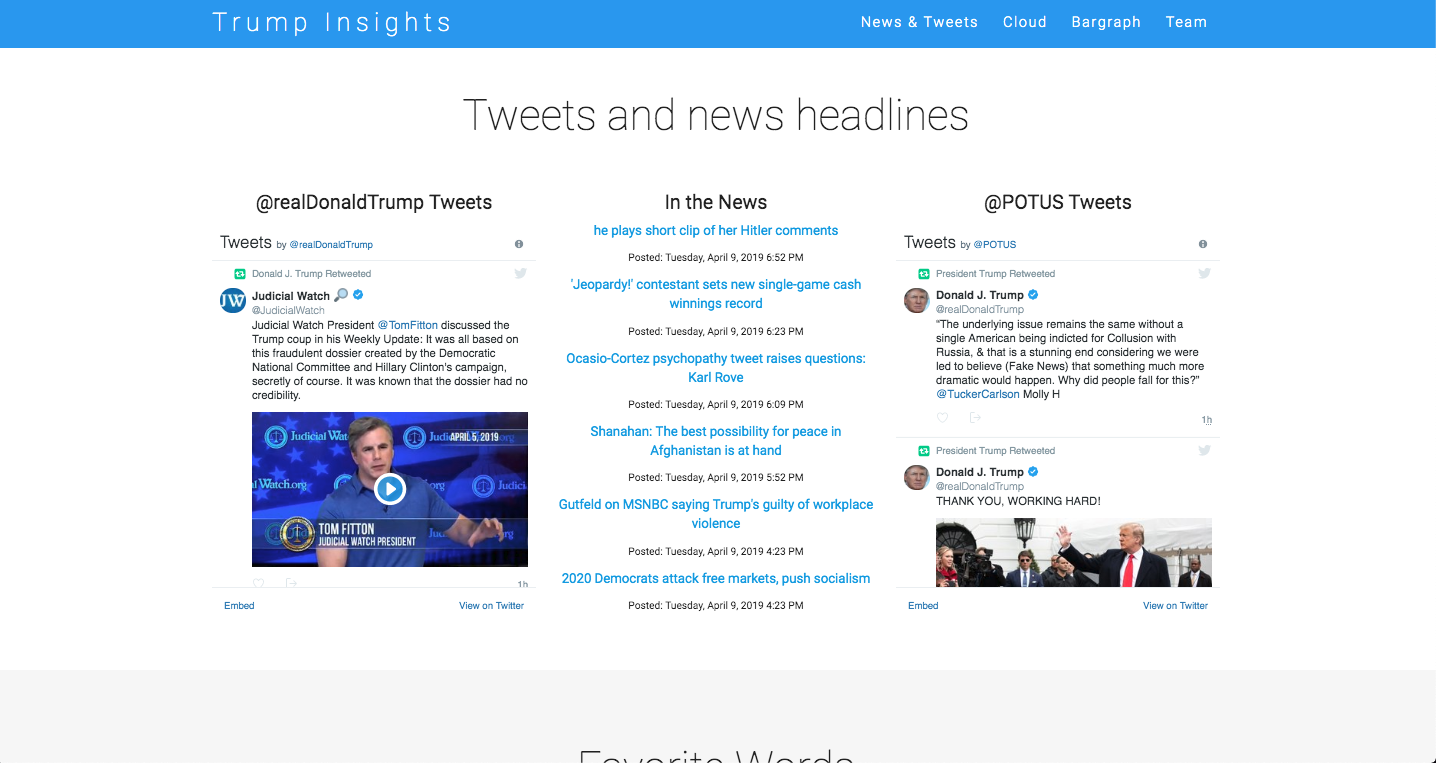 Trump Insights
News & Tweets
Cloud
Bargraph
Team
Tweets and news headlines
@realDonaldTrump Tweets
Tweets by @realDonaldTrump
Donald J. Trump Retweeted
Judicial Watch
@JudicialWatch
Judicial Watch President @TomFitton discussed the
Trump coup in his Weekly Update: It was all based on
this fraudulent dossier created by the Democratic
National Committee and Hillary Clinton's campaign,
secretly of course. It was known that the dossier had no
credibility.
JW
Judicial Wat
Judi
org
APRIL 5, 2019
l Watch.org
Judici
TOM FITTON
JUDICIAL WATCH PRESIDENT
1h
Embed
View on Twitter
In the News
he plays short clip of her Hitler comments
Posted: Tuesday, April 9, 2019 6:52 PM
'Jeopardy!' contestant sets new single-game cash
winnings record
Posted: Tuesday, April 9, 2019 6:23 PM
Ocasio-Cortez psychopathy tweet raises questions:
Karl Rove
Posted: Tuesday, April 9, 2019 6:09 PM
Shanahan: The best possibility for peace in
Afghanistan is at hand
Posted: Tuesday, April 9, 2019 5:52 PM
Gutfeld on MSNBC saying Trump's guilty of workplace
violence
Posted: Tuesday, April 9, 2019 4:23 PM
2020 Democrats attack free markets, push socialism
Posted: Tuesday, April 9, 2019 4:23 PM
@POTUS Tweets
Tweets by @POTUS
President Trump Retweeted
Donald J. Trump
@realDonaldTrump
“The underlying issue remains the same without a
single American being indicted for Collusion with
Russia, & that is a stunning end considering we were
led to believe (Fake News) that something much more
dramatic would happen. Why did people fall for this?”
@TuckerCarlson Molly H
1h
President Trump Retweeted
Donald J. Trump
@realDonaldTrump
THANK YOU, WORKING HARD!
Embed
View on Twitter
Favorite Words